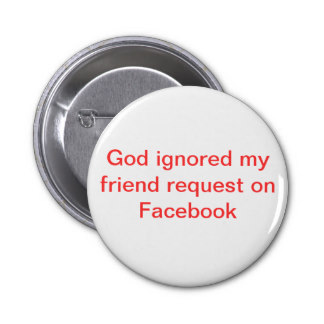 God ignored my
friend request on
Facebook